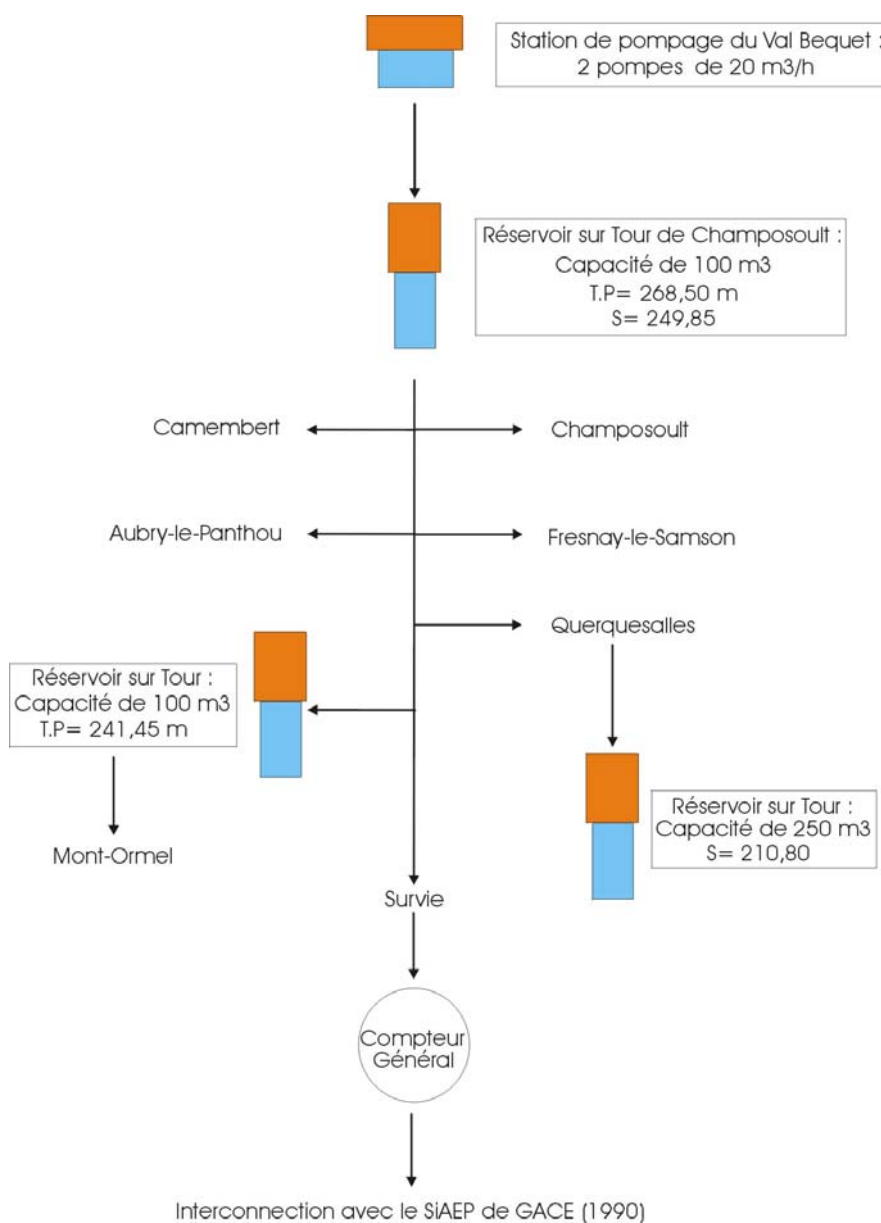 Station de pompage du Val Bequet :
2 pompes de 20 m3/h
Réservoir sur Tour de Champosoult :
Capacité de 100 m3
T.P= 268,50 m
S= 249,85
Camembert
Champosoult
Aubry-le-Panthou
Fresnay-le-Samson
Querquesalles
Réservoir sur Tour :
Capacité de 100 m3
T.P= 241,45 m
Mont-Ormel
Réservoir sur Tour :
Capacité de 250 m3
S= 210,80
Survie
Compteur
Général
Interconnection avec le SiAEP de GACE (1990)